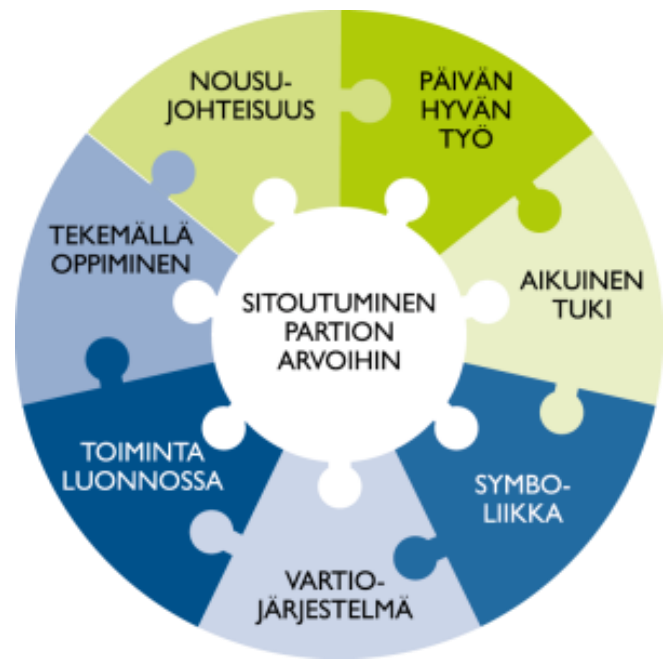 NOUSU-
JOHTEISUUS
PÄIVÄN
HYVÄN
TYÖ
AIKUINEN
TUKI
SYMBO-
LIIKKA
VARTIO-
JÄRJESTELMÄ
TOIMINTA
LUONNOSSA
TEKEMÄLLÄ
OPPIMINEN
SITOUTUMINEN
PARTION
ARVOIHIN